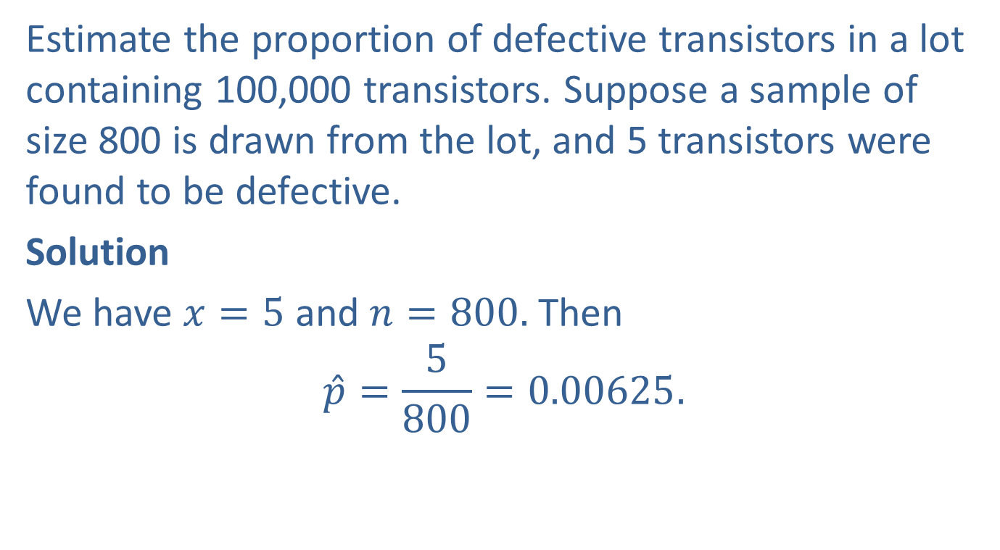 Estimate the proportion of defective transistors in a lot
containing 100,000 transistors. Suppose a sample of
size 800 is drawn from the lot, and 5 transistors were
found to be defective.
Solution
We have 𝑥 = 5 and 𝑛 = 800. Then
p̂ = 5/800 = 0.00625.